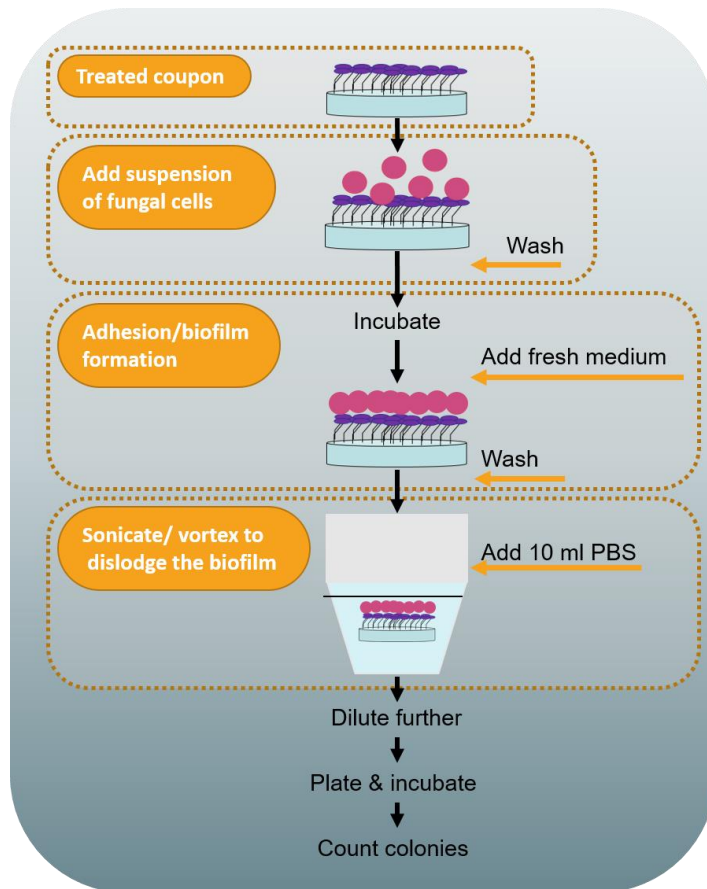 Treated coupon
Add suspension
of fungal cells
Wash
Incubate
Adhesion/biofilm
formation
Add fresh medium
Wash
Sonicate/ vortex to
dislodge the biofilm
Add 10 ml PBS
Dilute further
Plate & incubate
Count colonies